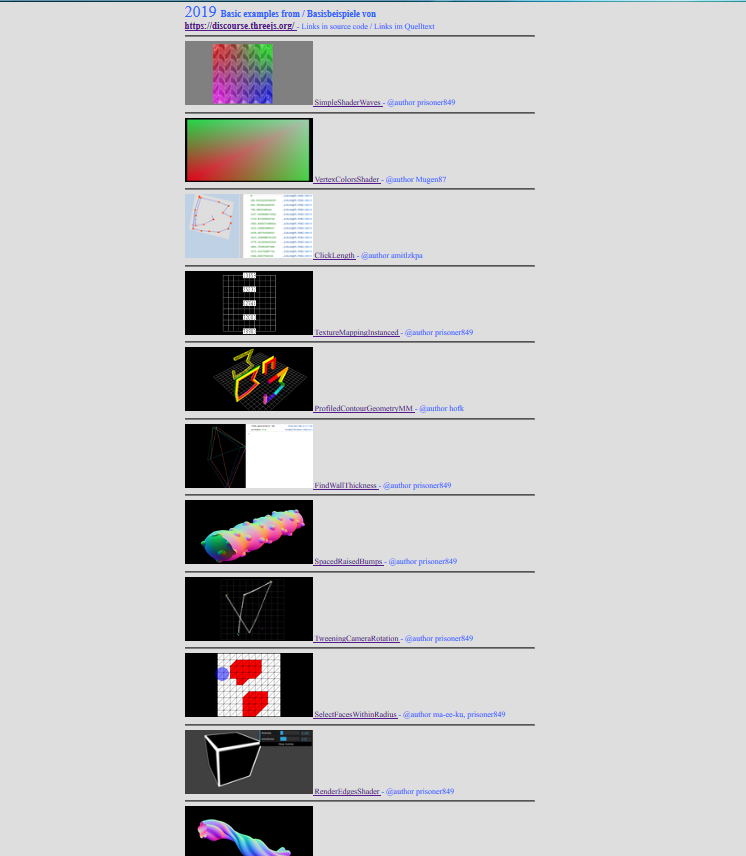 2019 Basic examples from / Basisbeispiele von
https://discourse.threejs.org/ - Links in source code / Links im Quelltext
SimpleShaderWaves - @author prisoner849
VertexColorsShader - @author Mugen87
ClickLength - @author amitlzkpa
TextureMappingInstanced - @author prisoner849
ProfiledContourGeometryMM - @author hofk
FindWallThickness - @author prisoner849
SpacedRaisedBumps - @author prisoner849
TweeningCameraRotation - @author prisoner849
SelectFacesWithinRadius - @author ma-ee-ku, prisoner849
RenderEdgesShader - @author prisoner849